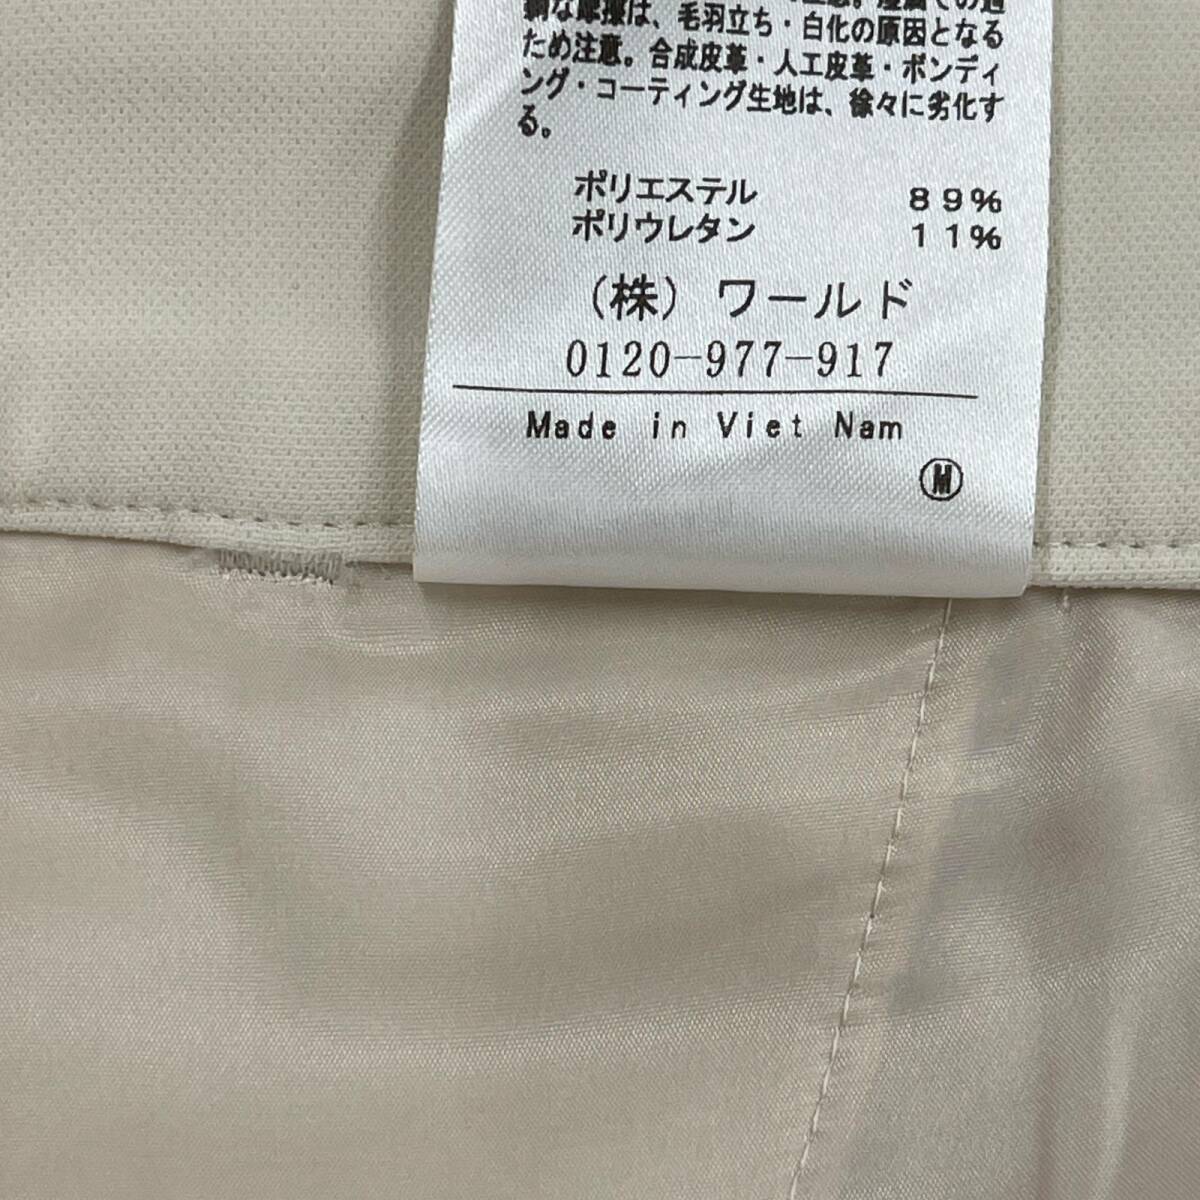 な摩擦は、毛羽立ち・白化の原因となる
ため注意。合成皮革・人工皮革・ボンディ
ング・コーティング生地は、徐々に劣化す
る。
ポリエステル 89%
ポリウレタン 11%
(株) ワールド
0120-977-917
Made in Viet Nam
M